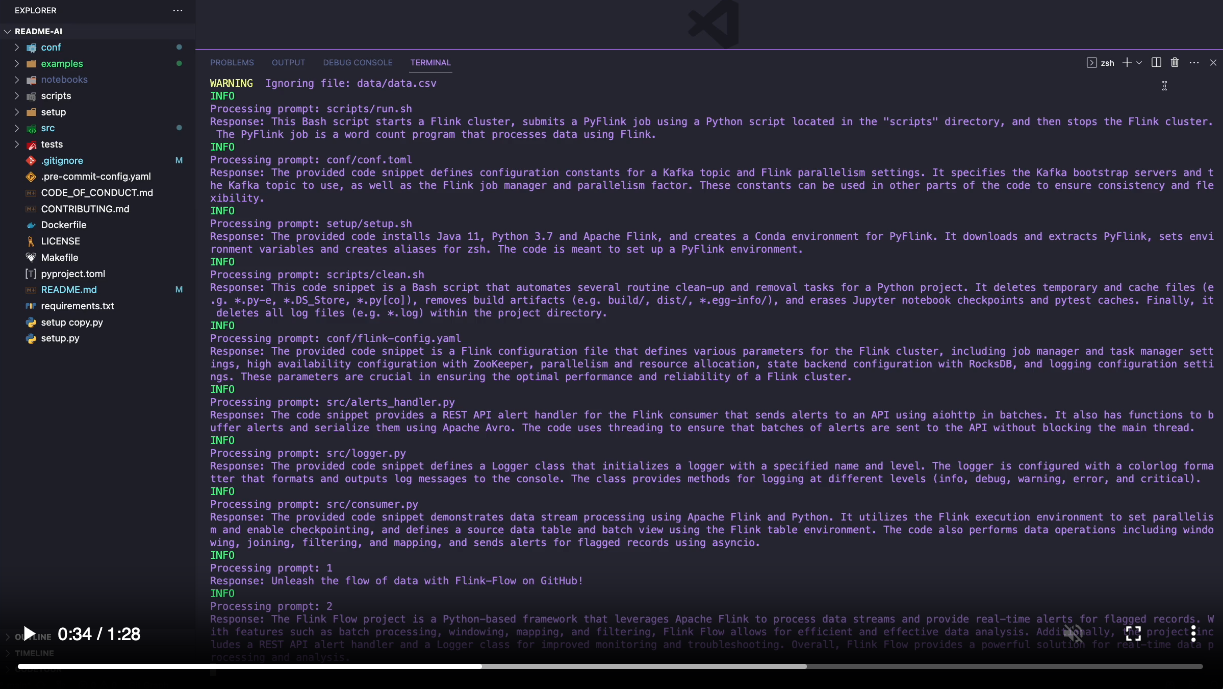 EXPLORER
README-AI
conf
examples
notebooks
scripts
setup
src
tests
.gitignore M
.pre-commit-config.yaml
CODE_OF_CONDUCT.md
CONTRIBUTING.md
Dockerfile
LICENSE
Makefile
pyproject.toml
README.md M
requirements.txt
setup copy.py
setup.py
OUTLINE
TIMELINE
PROBLEMS OUTPUT DEBUG CONSOLE TERMINAL zsh
WARNING Ignoring file: data/data.csv
INFO
Processing prompt: scripts/run.sh
Response: This Bash script starts a Flink cluster, submits a PyFlink job using a Python script located in the "scripts" directory, and then stops the Flink cluster.
The PyFlink job is a word count program that processes data using Flink.
INFO
Processing prompt: conf/conf.toml
Response: The provided code snippet defines configuration constants for a Kafka topic and Flink parallelism settings. It specifies the Kafka bootstrap servers and t
he Kafka topic to use, as well as the Flink job manager and parallelism factor. These constants can be used in other parts of the code to ensure consistency and fle
xibility.
INFO
Processing prompt: setup/setup.sh
Response: The provided code installs Java 11, Python 3.7 and Apache Flink, and creates a Conda environment for PyFlink. It downloads and extracts PyFlink, sets envi
ronment variables and creates aliases for zsh. The code is meant to set up a PyFlink environment.
INFO
Processing prompt: scripts/clean.sh
Response: This code snippet is a Bash script that automates several routine clean-up and removal tasks for a Python project. It deletes temporary and cache files (e
.g. *.py-e, *.DS_Store, *.py[co]), removes build artifacts (e.g. build/, dist/, *.egg-info/), and erases Jupyter notebook checkpoints and pytest caches. Finally, it
deletes all log files (e.g. *.log) within the project directory.
INFO
Processing prompt: conf/flink-config.yaml
Response: The provided code snippet is a Flink configuration file that defines various parameters for the Flink cluster, including job manager and task manager sett
ings, high availability configuration with ZooKeeper, parallelism and resource allocation, state backend configuration with RocksDB, and logging configuration setti
ngs. These parameters are crucial in ensuring the optimal performance and reliability of a Flink cluster.
INFO
Processing prompt: src/alerts_handler.py
Response: The code snippet provides a REST API alert handler for the Flink consumer that sends alerts to an API using aiohttp in batches. It also has functions to b
uffer alerts and serialize them using Apache Avro. The code uses threading to ensure that batches of alerts are sent to the API without blocking the main thread.
INFO
Processing prompt: src/logger.py
Response: The provided code snippet defines a Logger class that initializes a logger with a specified name and level. The logger is configured with a colorlog forma
tter that formats and outputs log messages to the console. The class provides methods for logging at different levels (info, debug, warning, error, and critical).
INFO
Processing prompt: src/consumer.py
Response: The provided code snippet demonstrates data stream processing using Apache Flink and Python. It utilizes the Flink execution environment to set parallelis
m and enable checkpointing, and defines a source data table and batch view using the Flink table environment. The code also performs data operations including windo
wing, joining, filtering, and mapping, and sends alerts for flagged records using asyncio.
INFO
Processing prompt: 1
Response: Unleash the flow of data with Flink-Flow on GitHub!
INFO
Processing prompt: 2
Response: The Flink Flow project is a Python-based framework that leverages Apache Flink to process data streams and provide real-time alerts for flagged records. W
ith features such as batch processing, windowing, mapping, and filtering, Flink Flow allows for efficient and effective data analysis. Additionally, the project inc
ludes a REST API alert handler and a Logger class for improved monitoring and troubleshooting. Overall, Flink Flow provides a powerful solution for real-time data p
rocessing and analysis.
0:34 / 1:28